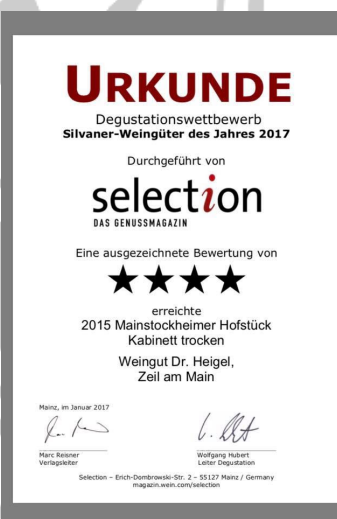 URKUNDE
Degustationswettbewerb
Silvaner-Weingüter des Jahres 2017
Durchgeführt von
selection
DAS GENUSSMAGAZIN
Eine ausgezeichnete Bewertung von
erreichte
2015 Mainstockheimer Hofstück
Kabinett trocken
Weingut Dr. Heigel,
Zeil am Main
Mainz, im Januar 2017
Marc Reisner
Verlagsleiter
Wolfgang Hubert
Leiter Degustation
Selection – Erich-Dombrowski-Str. 2 – 55127 Mainz / Germany
magazin.wein.com/selection